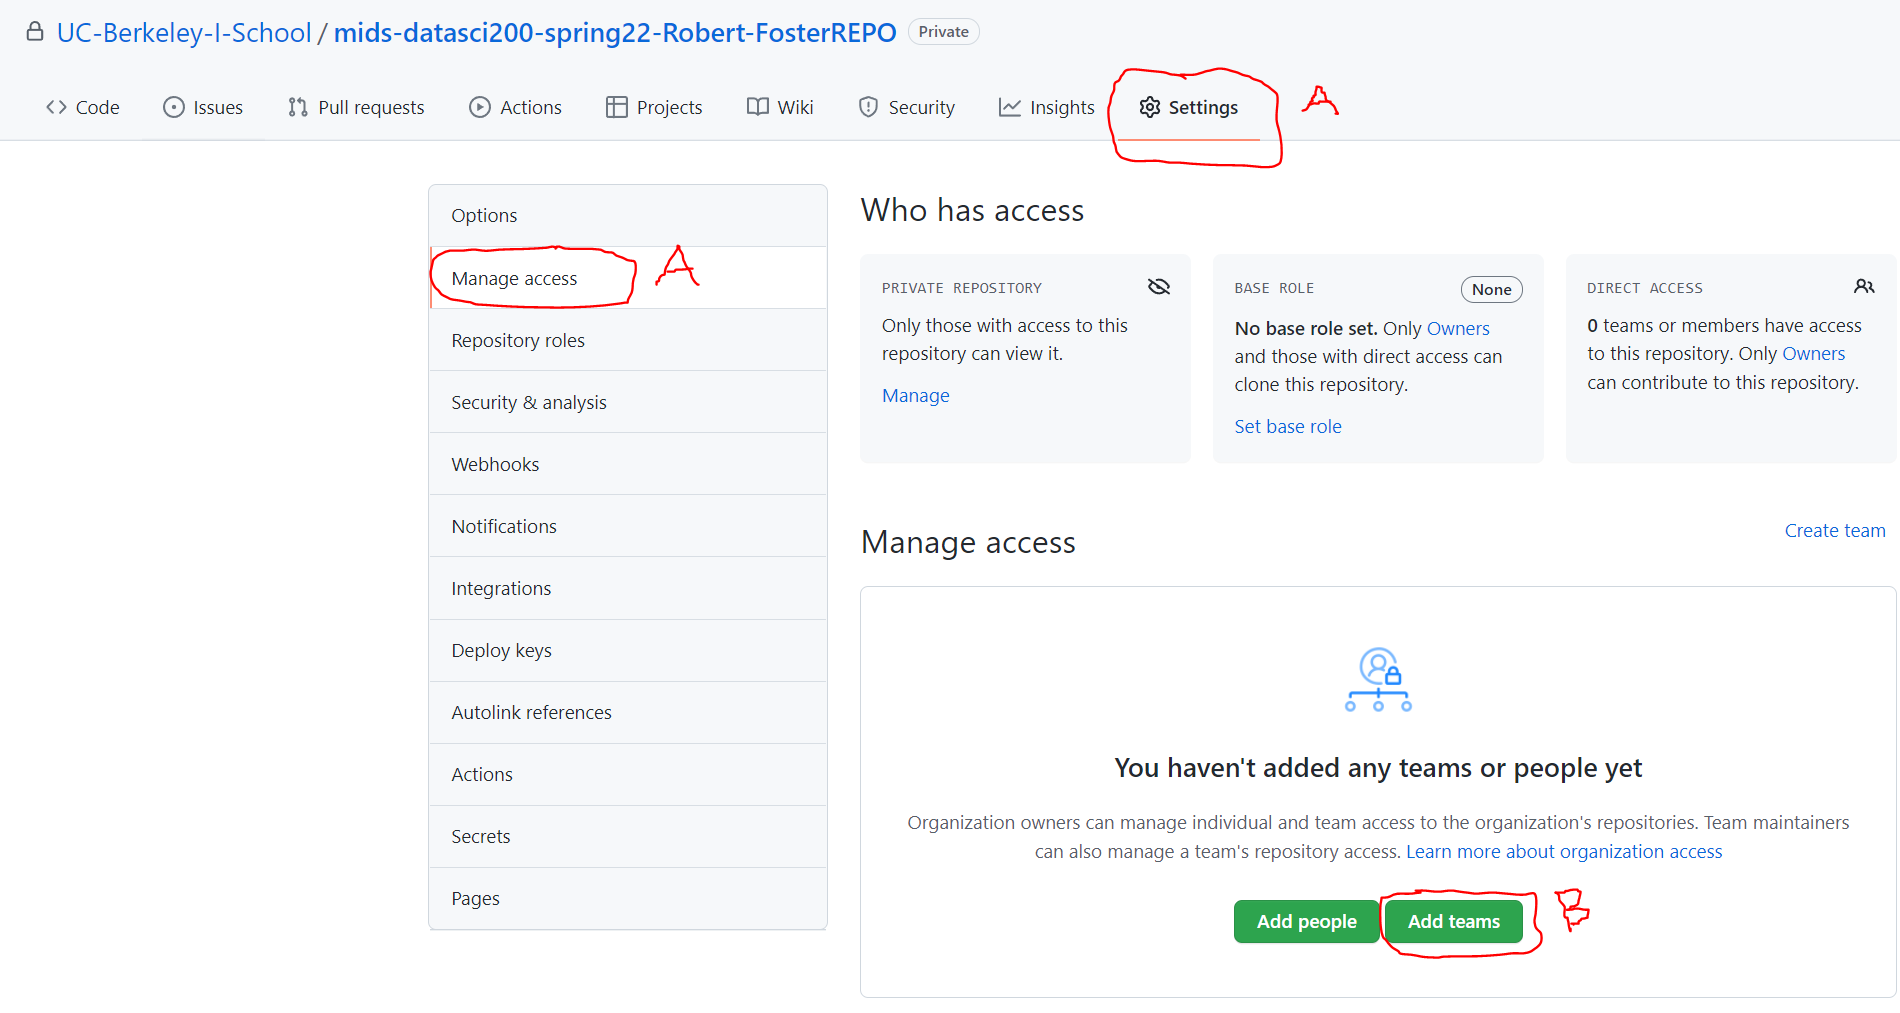 UC-Berkeley-I-School / mids-datasci200-spring22-Robert-FosterREPO Private
Code Issues Pull requests Actions Projects Wiki Security Insights Settings A
Options
Manage access A
Repository roles
Security & analysis
Webhooks
Notifications
Integrations
Deploy keys
Autolink references
Actions
Secrets
Pages
Who has access
PRIVATE REPOSITORY
Only those with access to this
repository can view it.
Manage
BASE ROLE None
No base role set. Only Owners
and those with direct access can
clone this repository.
Set base role
DIRECT ACCESS
0 teams or members have access
to this repository. Only Owners
can contribute to this repository.
Manage access
Create team
You haven't added any teams or people yet
Organization owners can manage individual and team access to the organization's repositories. Team maintainers
can also manage a team's repository access. Learn more about organization access
Add people Add teams B